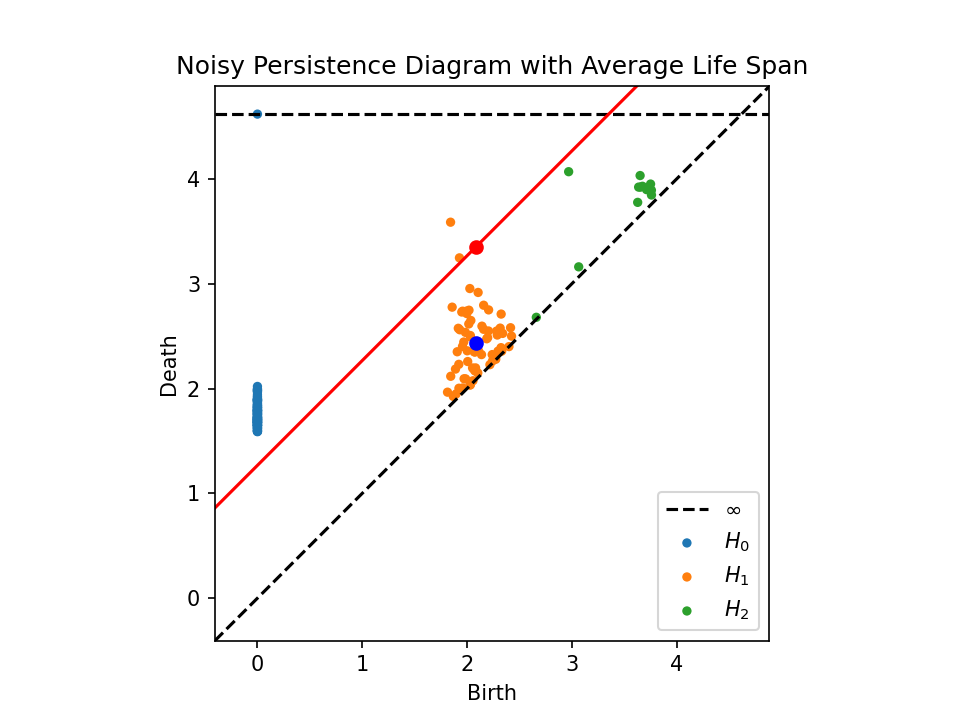 Noisy Persistence Diagram with Average Life Span
Death
4
3
2
1
0
0 1 2 3 4
Birth
∞
H₀
H₁
H₂